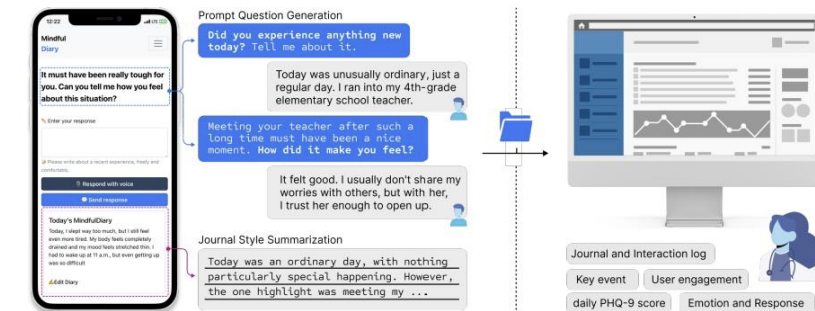 12:22
LTE
Mindful
Diary
It must have been really tough for
you. Can you tell me how you feel
about this situation?
Enter your response
Please write about a recent experience, freely and
comfortably.
Respond with voice
Send response
Today's MindfulDiary
Today, I slept way too much, but I still feel
even more tired. My body feels completely
drained and my mood feels stretched thin. I
had to wake up at 11 a.m., but even getting up
was so difficult
Edit Diary
Prompt Question Generation
Did you experience anything new
today? Tell me about it.
Today was unusually ordinary, just a
regular day. I ran into my 4th-grade
elementary school teacher.
Meeting your teacher after such a
long time must have been a nice
moment. How did it make you feel?
It felt good. I usually don't share my
worries with others, but with her,
I trust her enough to open up.
Journal Style Summarization
Today was an ordinary day, with nothing
particularly special happening. However,
the one highlight was meeting my ...
Journal and Interaction log
Key event
User engagement
daily PHQ-9 score
Emotion and Response